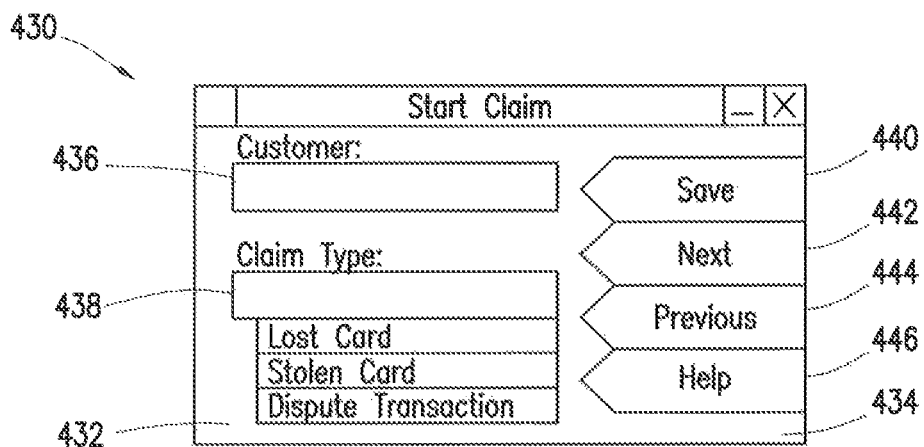 430
Start Claim
_ X
436
Customer:
440
Save
442
Next
Claim Type:
438
444
Previous
Lost Card
446
Stolen Card
Help
Dispute Transaction
432
434